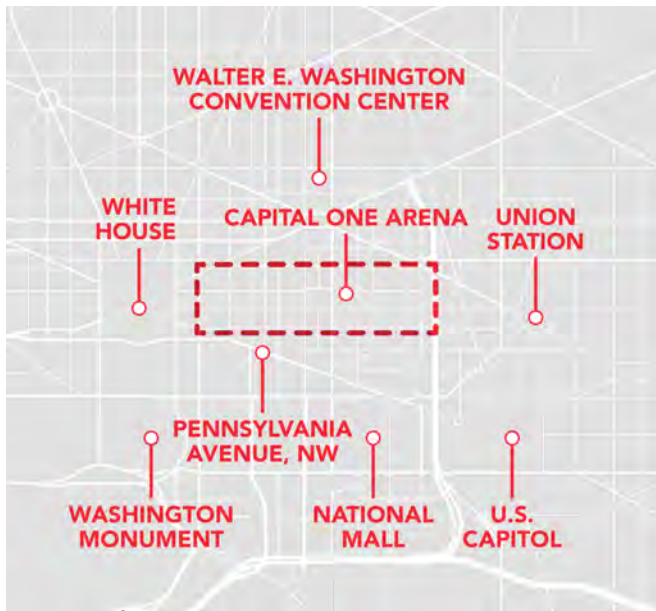 WALTER E. WASHINGTON
CONVENTION CENTER
WHITE
HOUSE
CAPITAL ONE ARENA
UNION
STATION
PENNSYLVANIA
AVENUE, NW
WASHINGTON
MONUMENT
NATIONAL
MALL
U.S.
CAPITOL